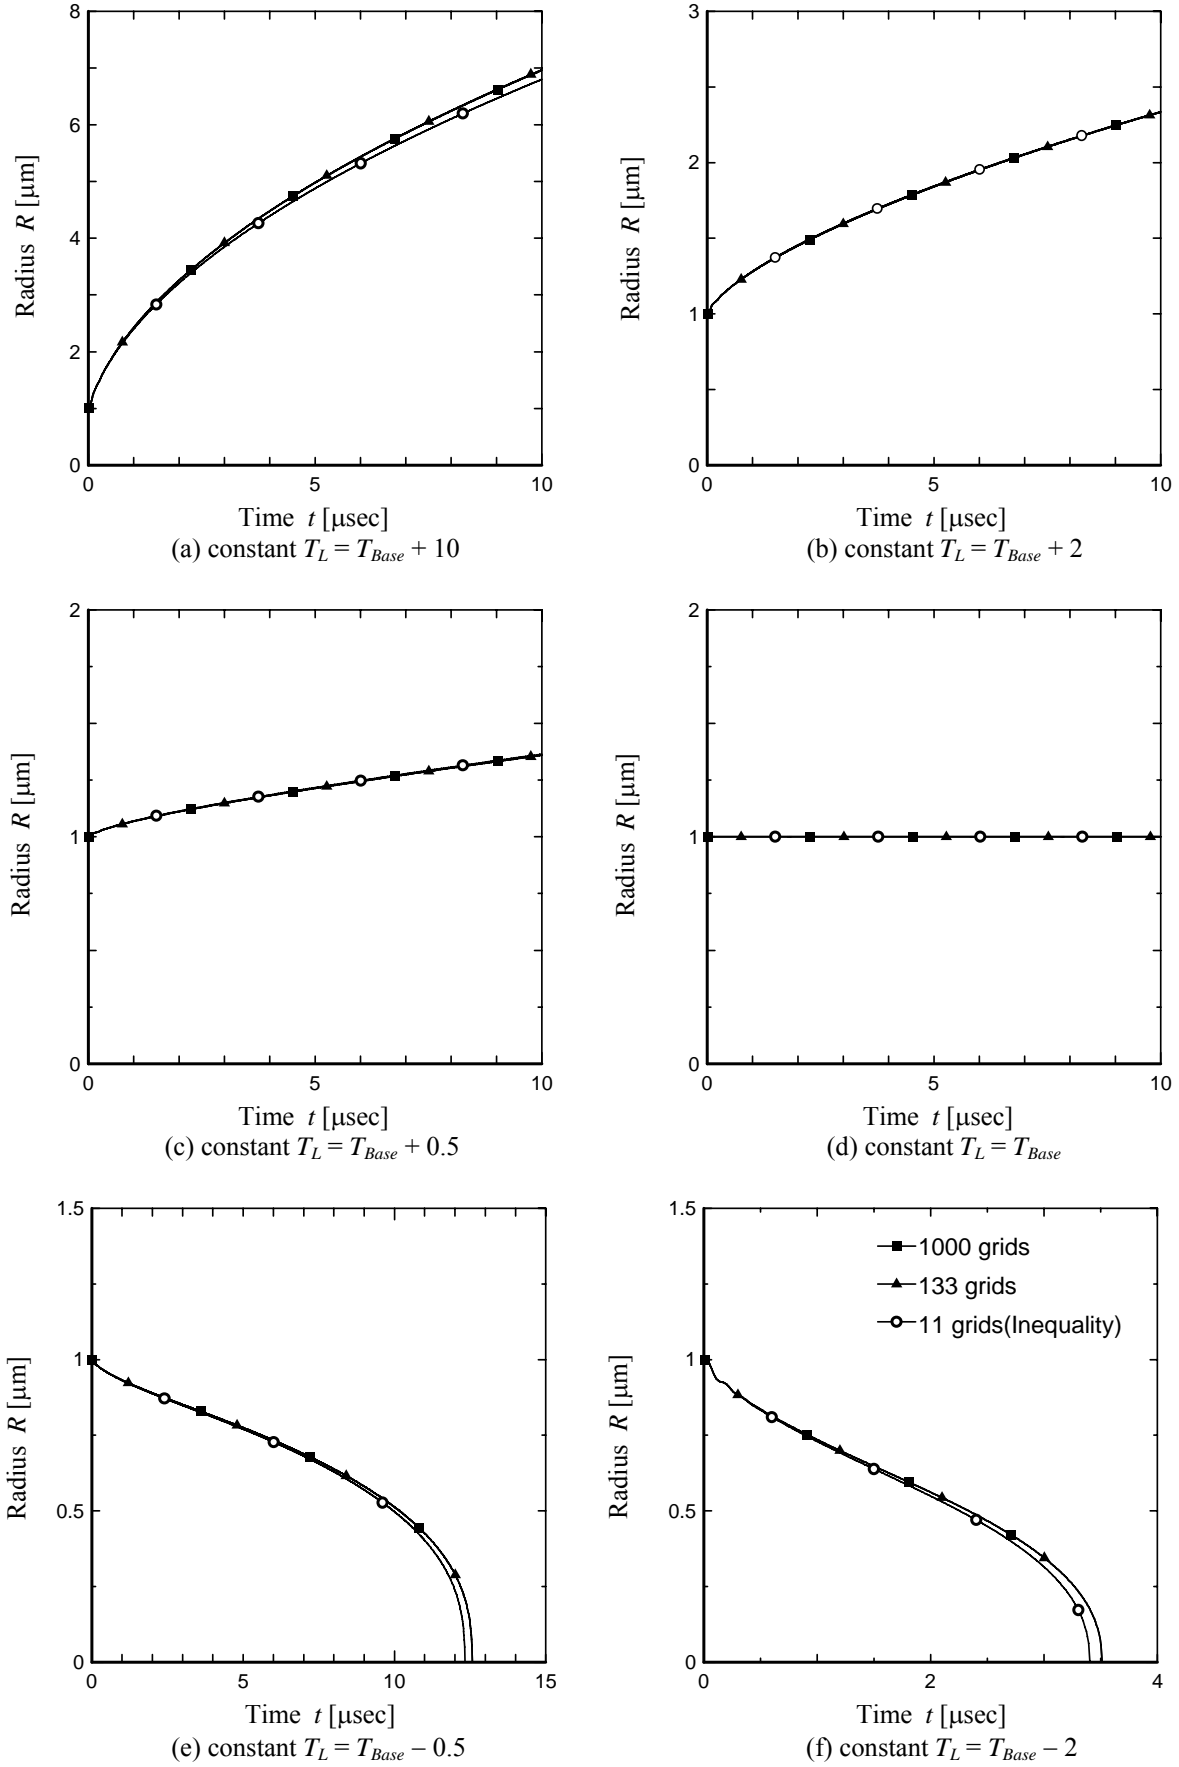 8
6
4
2
0
Radius R [μm]
0 5 10
Time t [μsec]
(a) constant T_L = T_Base + 10
3
2
1
0
Radius R [μm]
0 5 10
Time t [μsec]
(b) constant T_L = T_Base + 2
2
1
0
Radius R [μm]
0 5 10
Time t [μsec]
(c) constant T_L = T_Base + 0.5
2
1
0
Radius R [μm]
0 5 10
Time t [μsec]
(d) constant T_L = T_Base
1.5
1
0.5
0
Radius R [μm]
0 5 10 15
Time t [μsec]
(e) constant T_L = T_Base – 0.5
1.5
1
0.5
0
Radius R [μm]
1000 grids
133 grids
11 grids(Inequality)
0 2 4
Time t [μsec]
(f) constant T_L = T_Base – 2